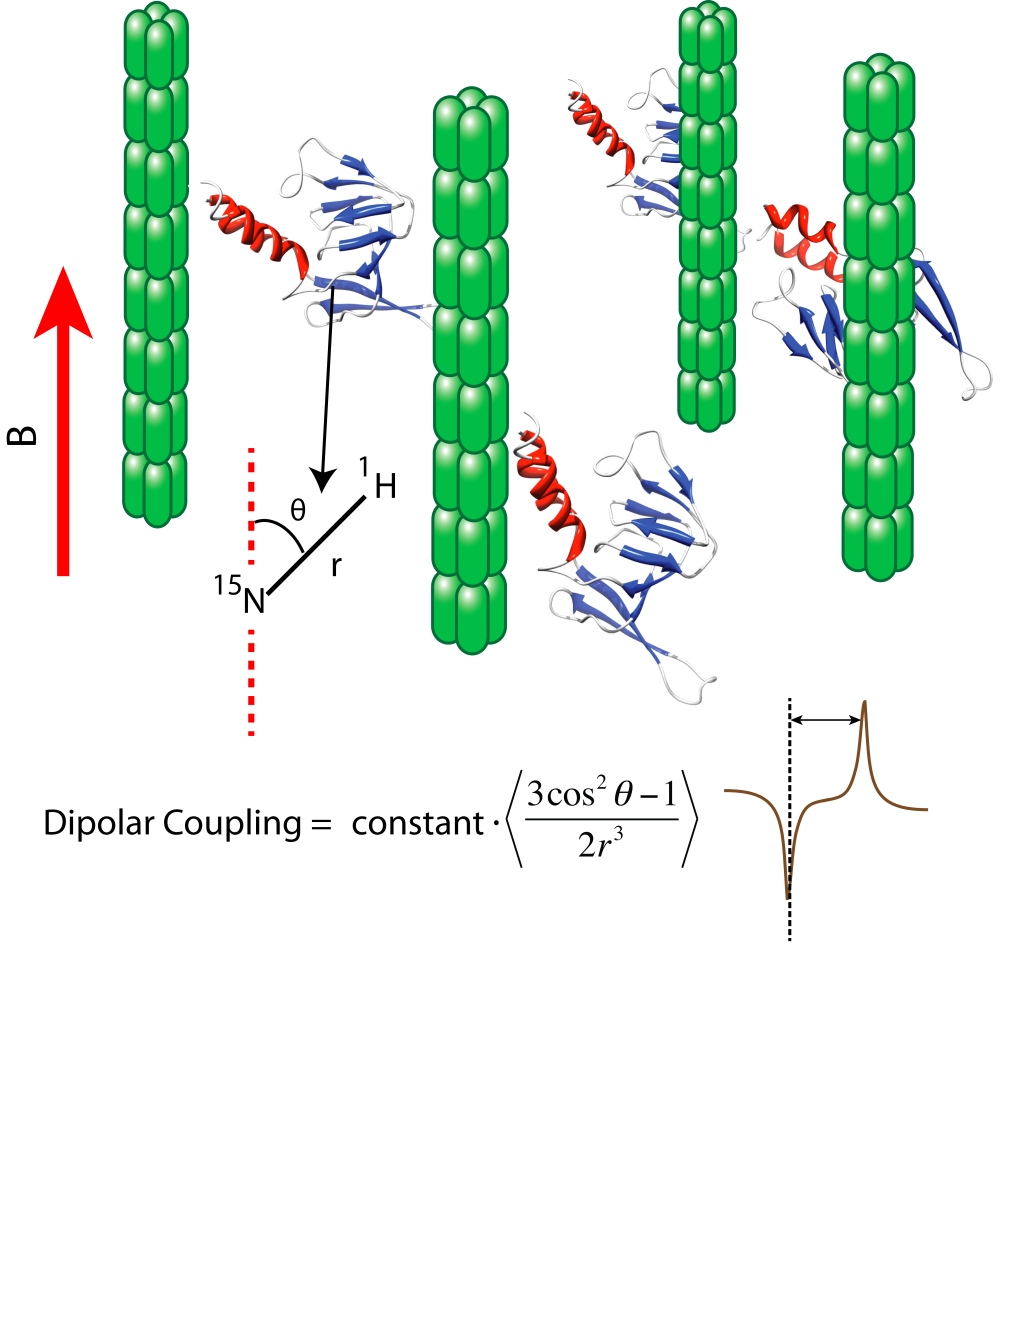 B
¹H
θ
r
¹⁵N
Dipolar Coupling = constant · ⟨(3cos² θ − 1) / (2r³)⟩